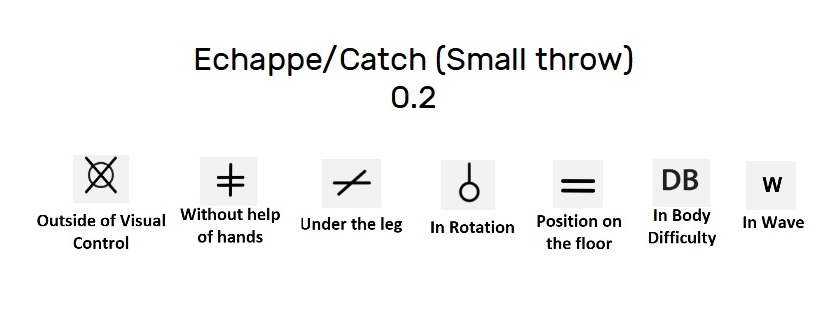 Echappe/Catch (Small throw)
0.2
DB
W
Outside of Visual
Control
Without help
of hands
Under the leg
In Rotation
Position on
the floor
In Body
Difficulty
In Wave